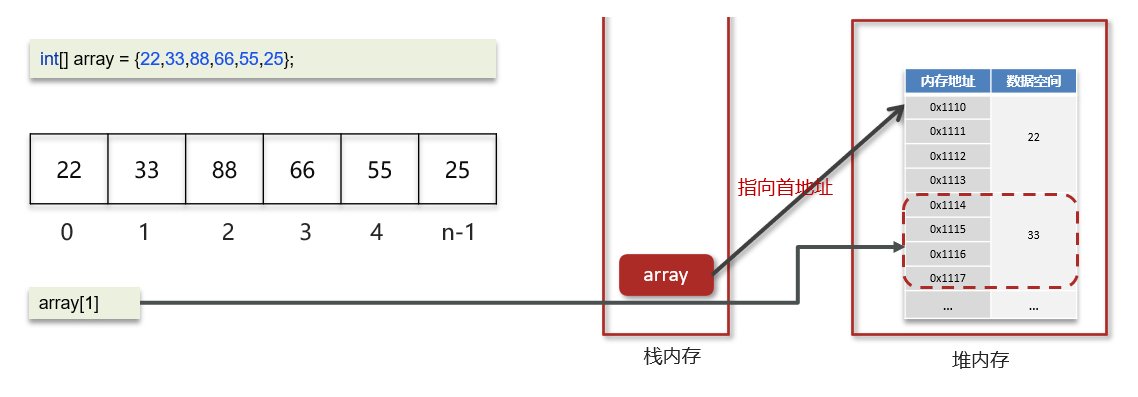 int[] array = {22,33,88,66,55,25};
22 33 88 66 55 25
0 1 2 3 4 n-1
array[1]
array
栈内存
指向首地址
内存地址 数据空间
0x1110
0x1111
22
0x1112
0x1113
0x1114
0x1115
33
0x1116
0x1117
... ...
堆内存